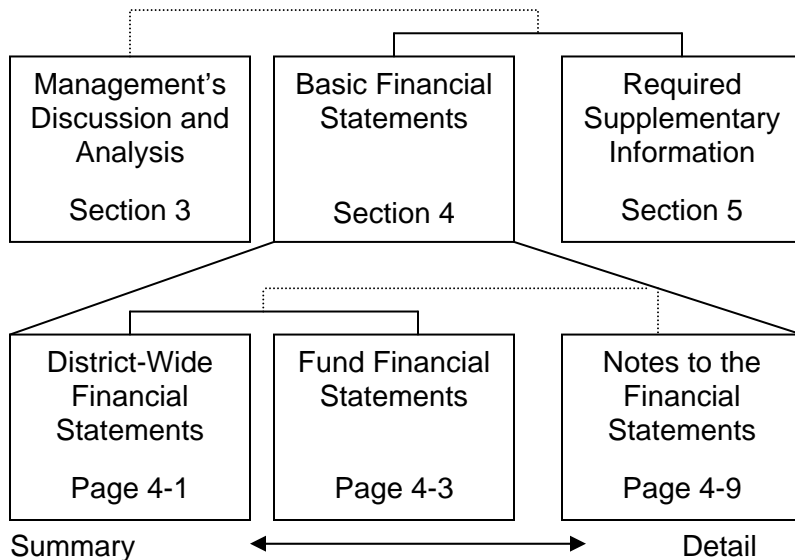 Management’s
Discussion and
Analysis
Section 3
Basic Financial
Statements
Section 4
Required
Supplementary
Information
Section 5
District-Wide
Financial
Statements
Page 4-1
Fund Financial
Statements
Page 4-3
Notes to the
Financial
Statements
Page 4-9
Summary
Detail